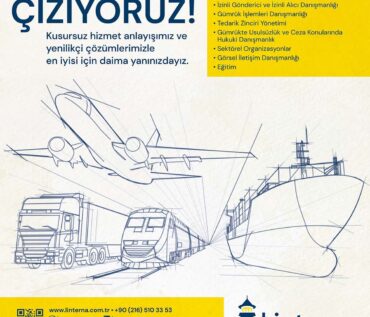 ÇİZİYORUZ!
Kusursuz hizmet anlayışımız ve
yenilikçi çözümlerimizle
en iyisi için daima yanınızdayız.
• İzinli Gönderici ve İzinli Alıcı Danışmanlığı
• Gümrük İşlemleri Danışmanlığı
• Tedarik Zinciri Yönetimi
• Gümrükte Usulsüzlük ve Ceza Konularında
Hukuki Danışmanlık
• Sektörel Organizasyonlar
• Görsel İletişim Danışmanlığı
• Eğitim
www.linterna.com.tr • +90 (216) 510 33 53